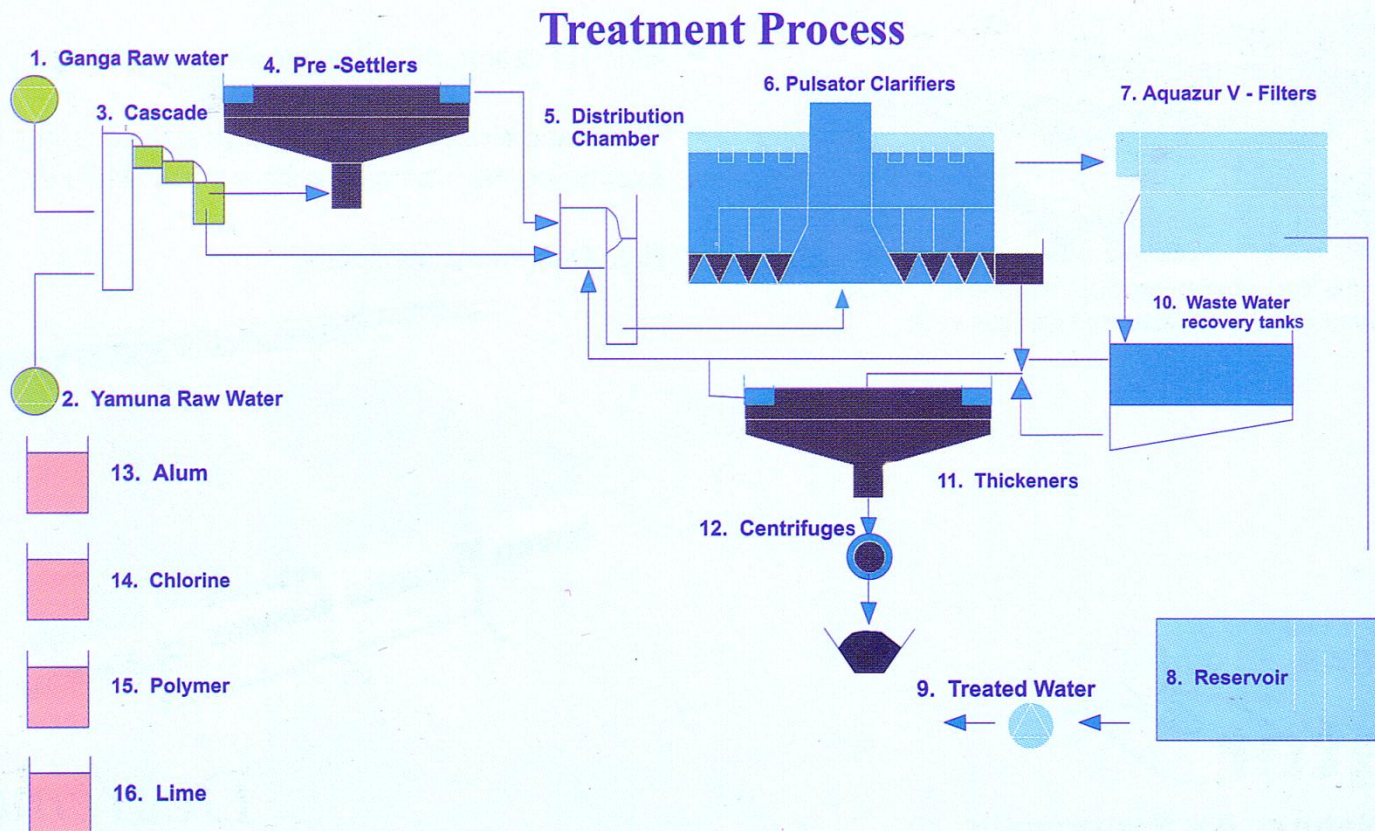 Treatment Process
1. Ganga Raw water
4. Pre -Settlers
3. Cascade
5. Distribution
Chamber
6. Pulsator Clarifiers
7. Aquazur V - Filters
10. Waste Water
recovery tanks
2. Yamuna Raw Water
11. Thickeners
12. Centrifuges
13. Alum
14. Chlorine
15. Polymer
16. Lime
9. Treated Water
8. Reservoir